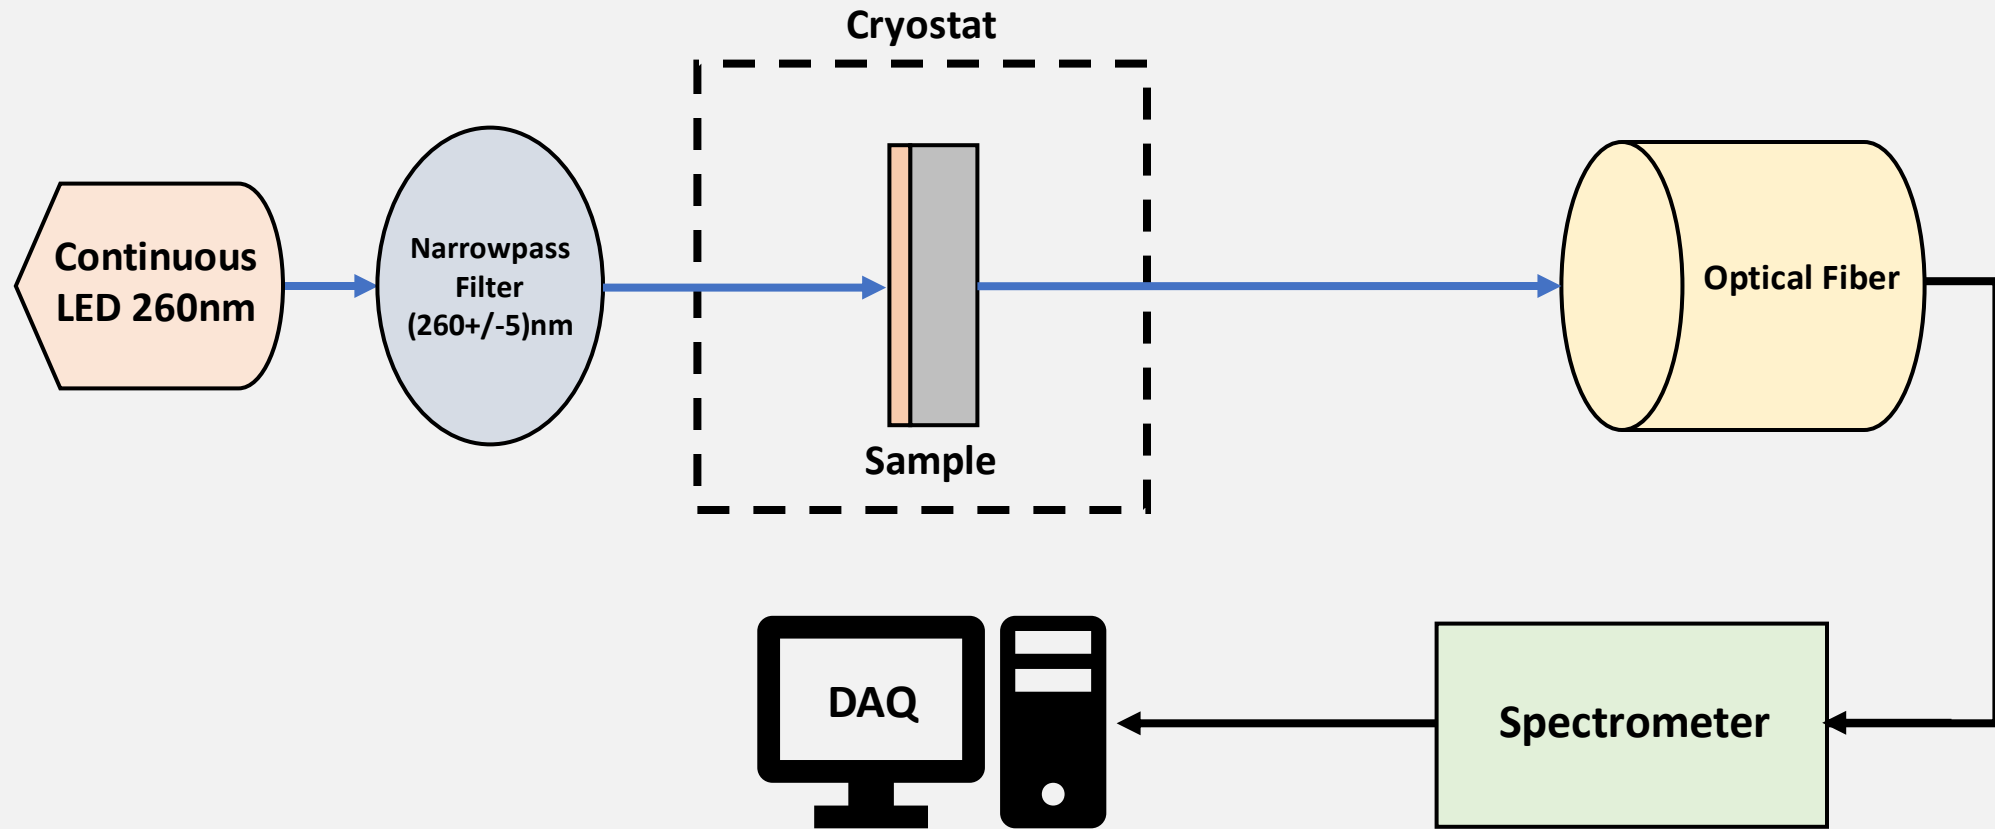 Cryostat
Continuous
LED 260nm
Narrowpass
Filter
(260+/-5)nm
Sample
Optical Fiber
DAQ
Spectrometer